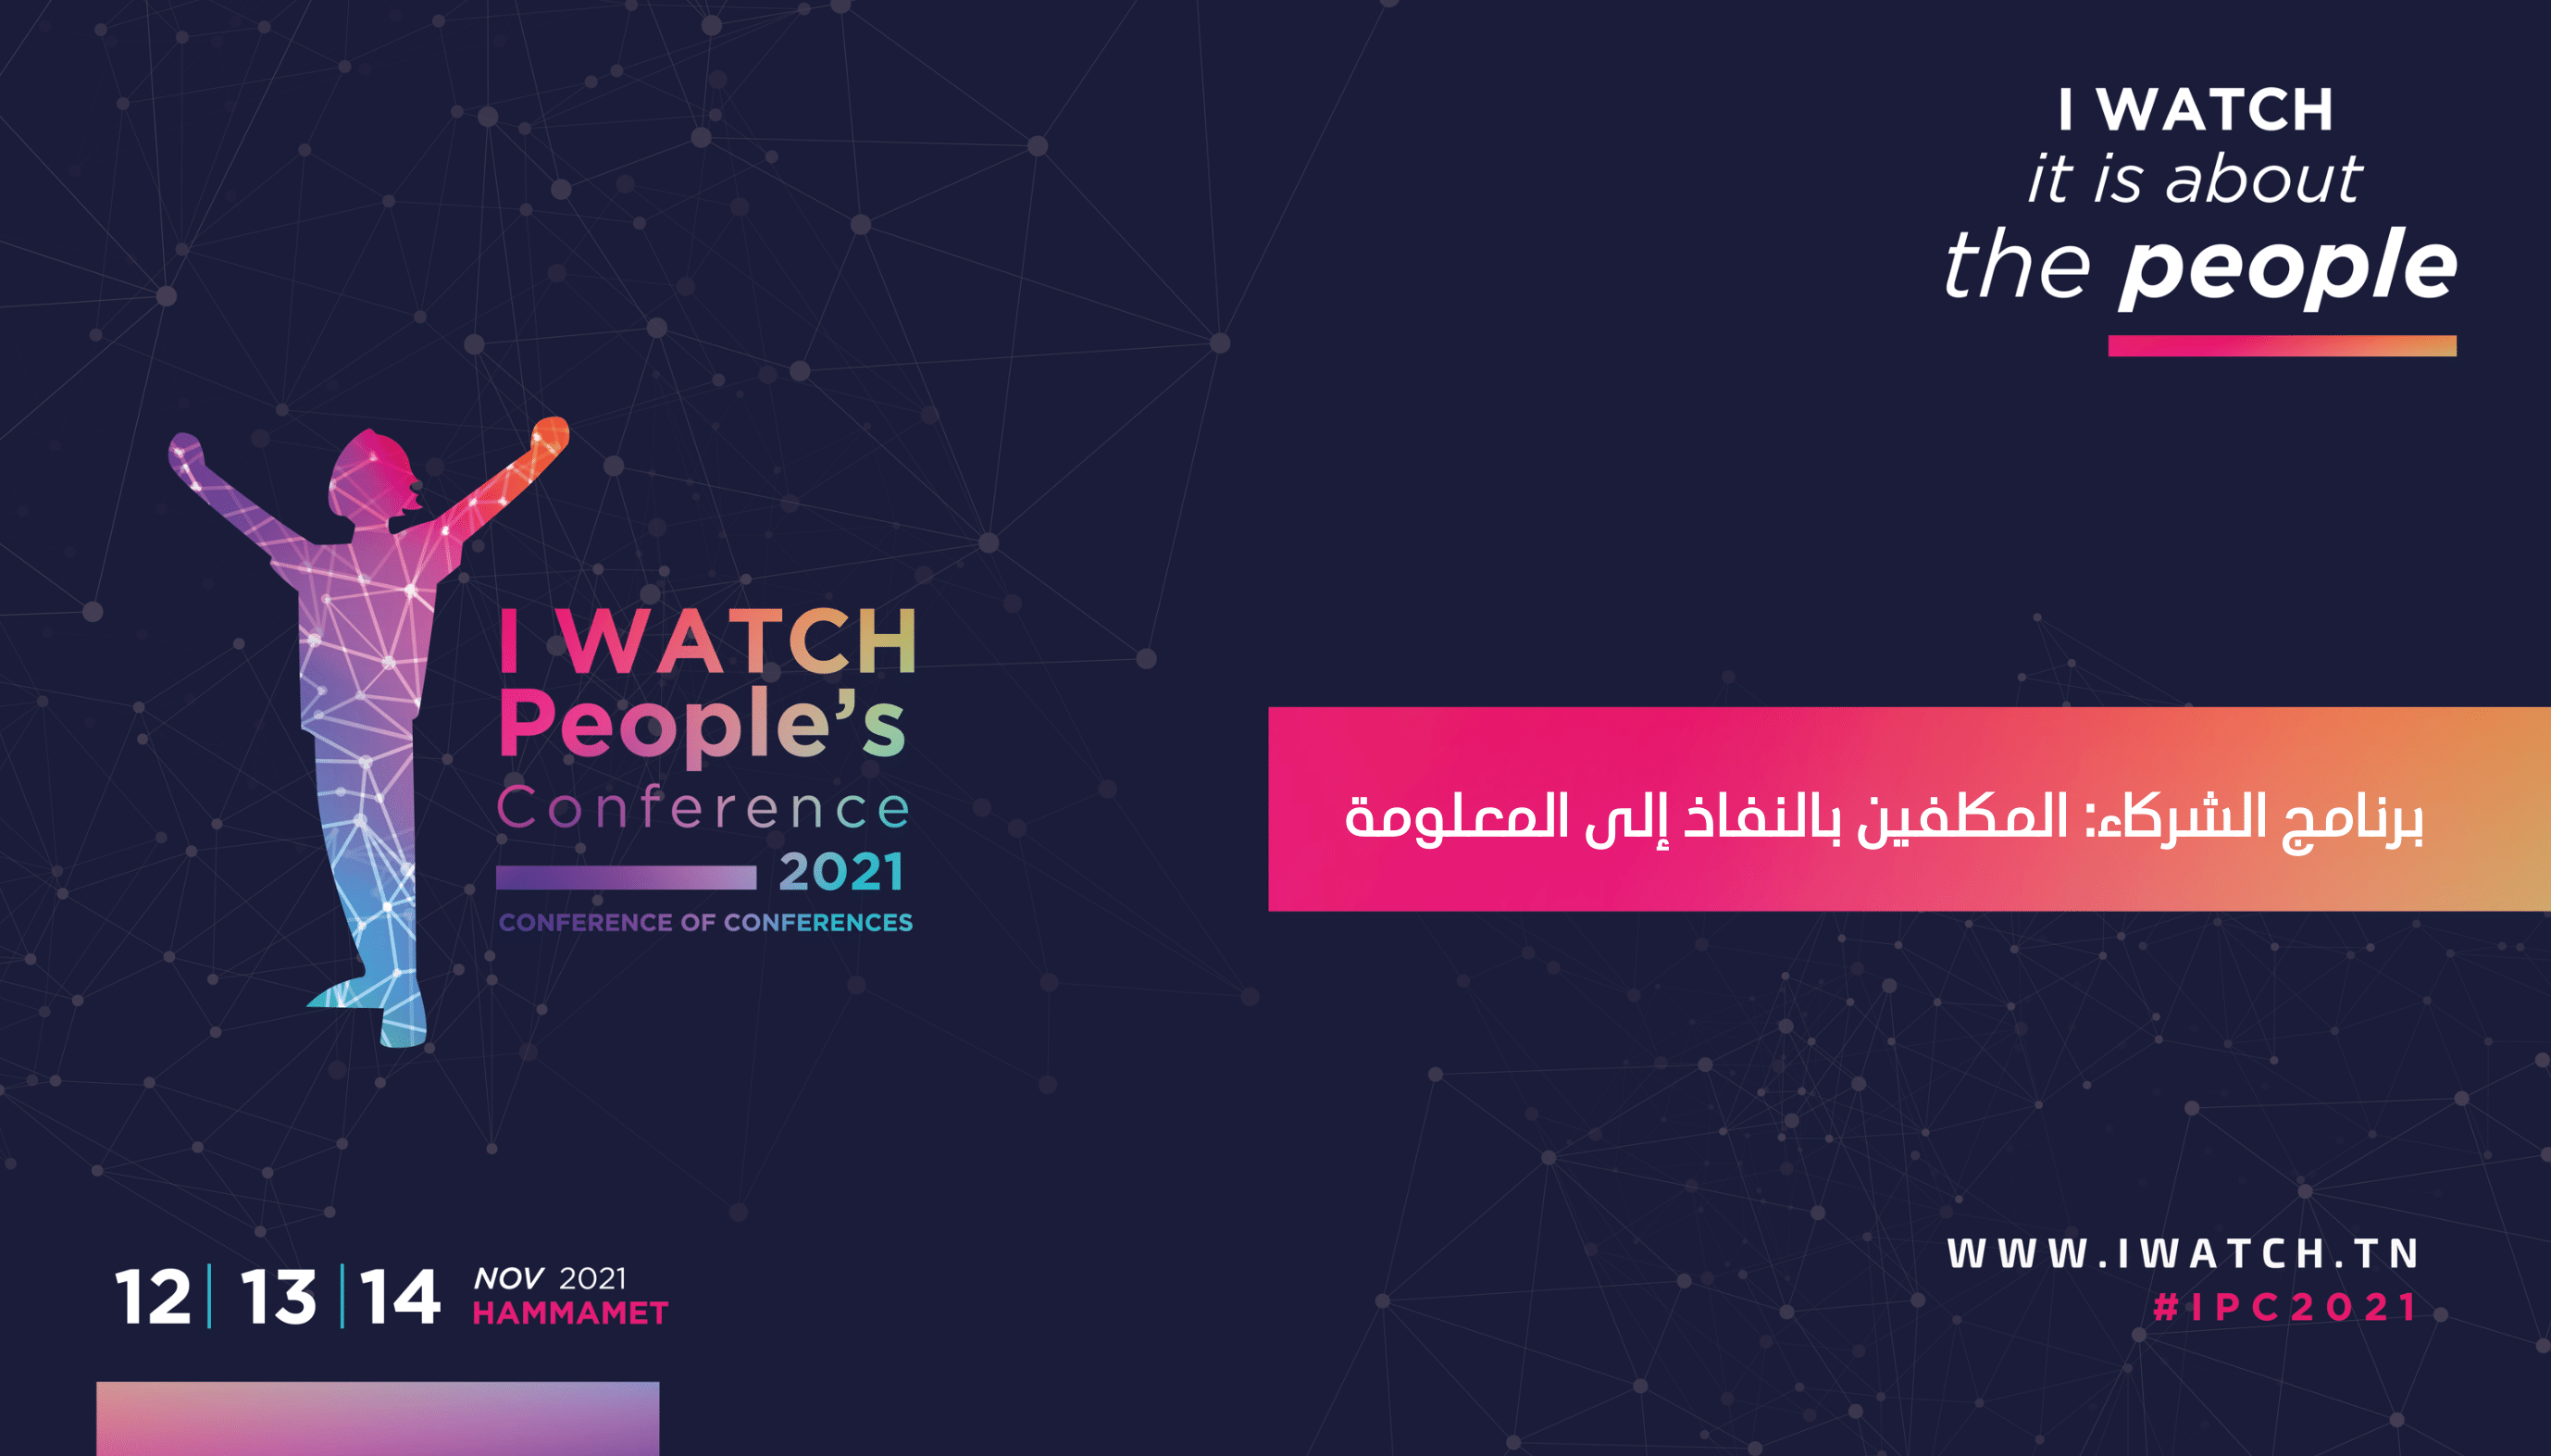 I WATCH
it is about
the people
I WATCH
People's
Conference
2021
CONFERENCE OF CONFERENCES
برنامج الشركاء: المكلفين بالنفاذ إلى المعلومة
12 | 13 | 14 NOV 2021
HAMMAMET
WWW.IWATCH.TN
#IPC2021